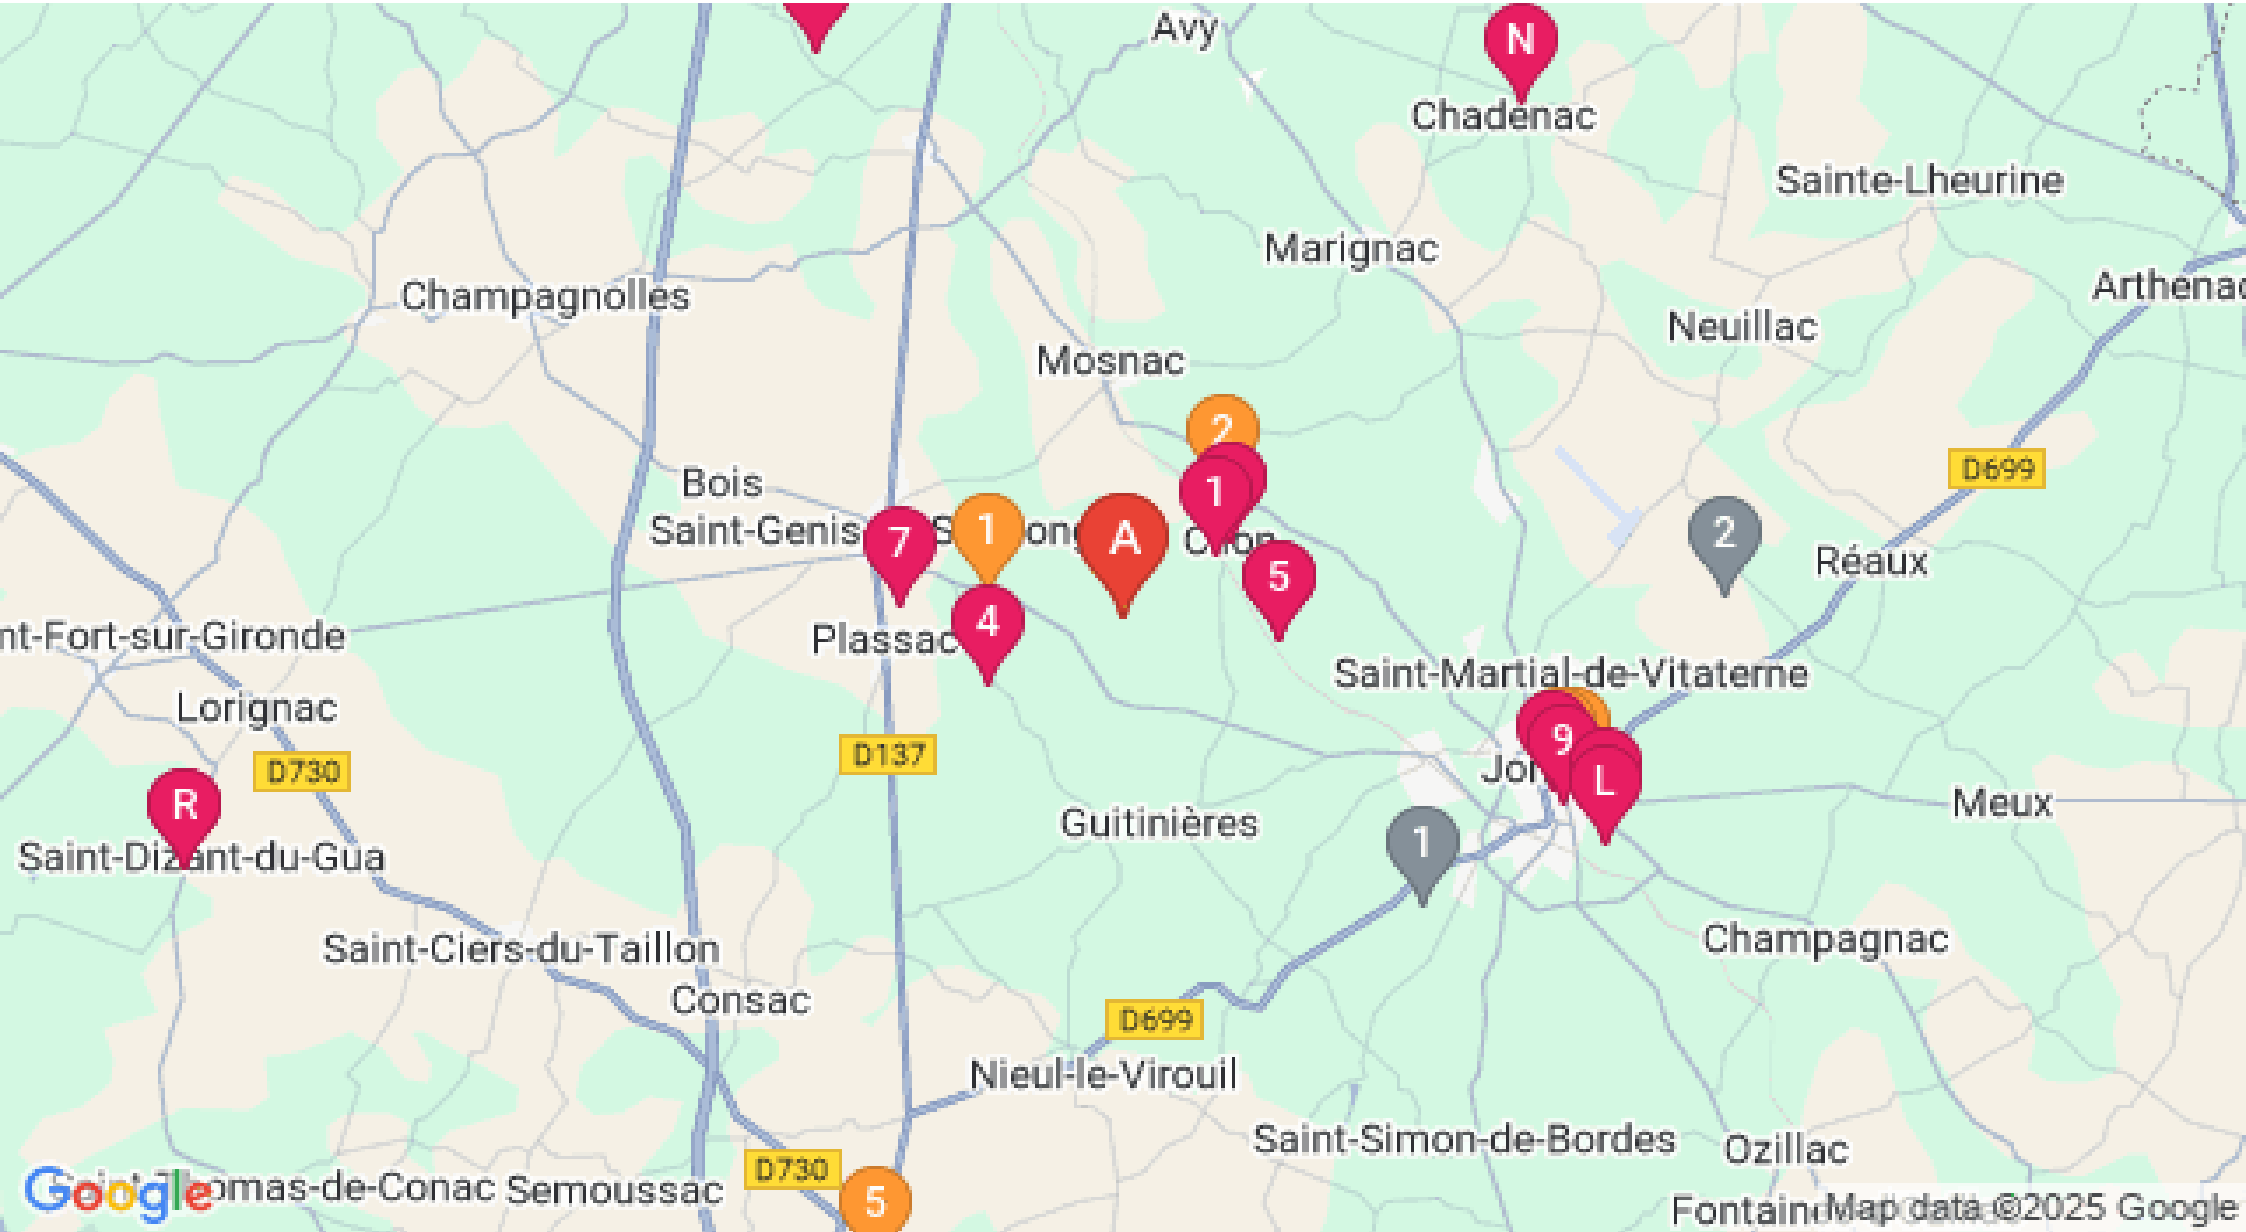 Avy
N
Chadenac
Sainte-Lheurine
Marignac
Arthenac
Champagnolles
Neuillac
Mosnac
2
D699
Bois
1
Saint-Genis
7
1
A
2
5
Réaux
4
Plassac
nt-Fort-sur-Gironde
Saint-Martial-de-Vitaterne
Lorignac
9
D137
D730
L
R
Meux
Guitinières
1
Saint-Dizant-du-Gua
Champagnac
Saint-Ciers-du-Taillon
Consac
D699
Nieul-le-Virouil
Saint-Simon-de-Bordes
Ozillac
D730
Google
omas-de-Conac
Semoussac
5
Map data ©2025 Google